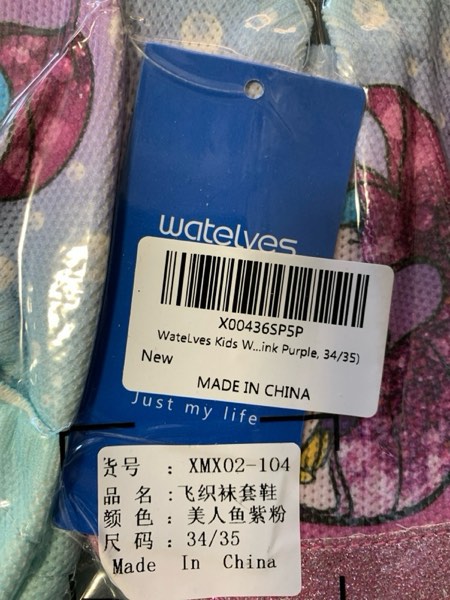 watelves
X00436SP5P
WateLves Kids W...ink Purple, 34/35)
New
MADE IN CHINA
Just my life
货号 : XMX02-104
品 名 :飞织袜套鞋
颜 色 : 美人鱼紫粉
尺 码 : 34/35
Made In China